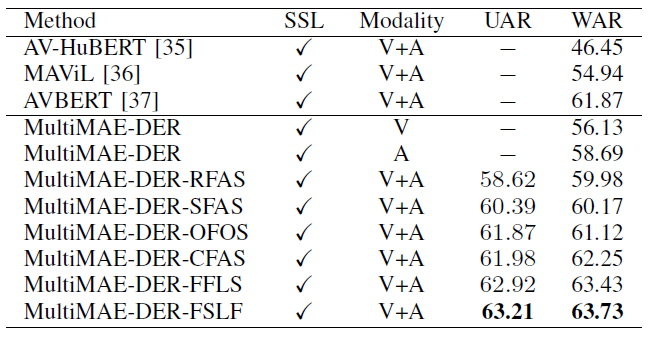 Method SSL Modality UAR WAR
AV-HuBERT [35] ✓ V+A — 46.45
MAViL [36] ✓ V+A — 54.94
AVBERT [37] ✓ V+A — 61.87
MultiMAE-DER ✓ V — 56.13
MultiMAE-DER ✓ A — 58.69
MultiMAE-DER-RFAS ✓ V+A 58.62 59.98
MultiMAE-DER-SFAS ✓ V+A 60.39 60.17
MultiMAE-DER-OFOS ✓ V+A 61.87 61.12
MultiMAE-DER-CFAS ✓ V+A 61.98 62.25
MultiMAE-DER-FFLS ✓ V+A 62.92 63.43
MultiMAE-DER-FSLF ✓ V+A 63.21 63.73